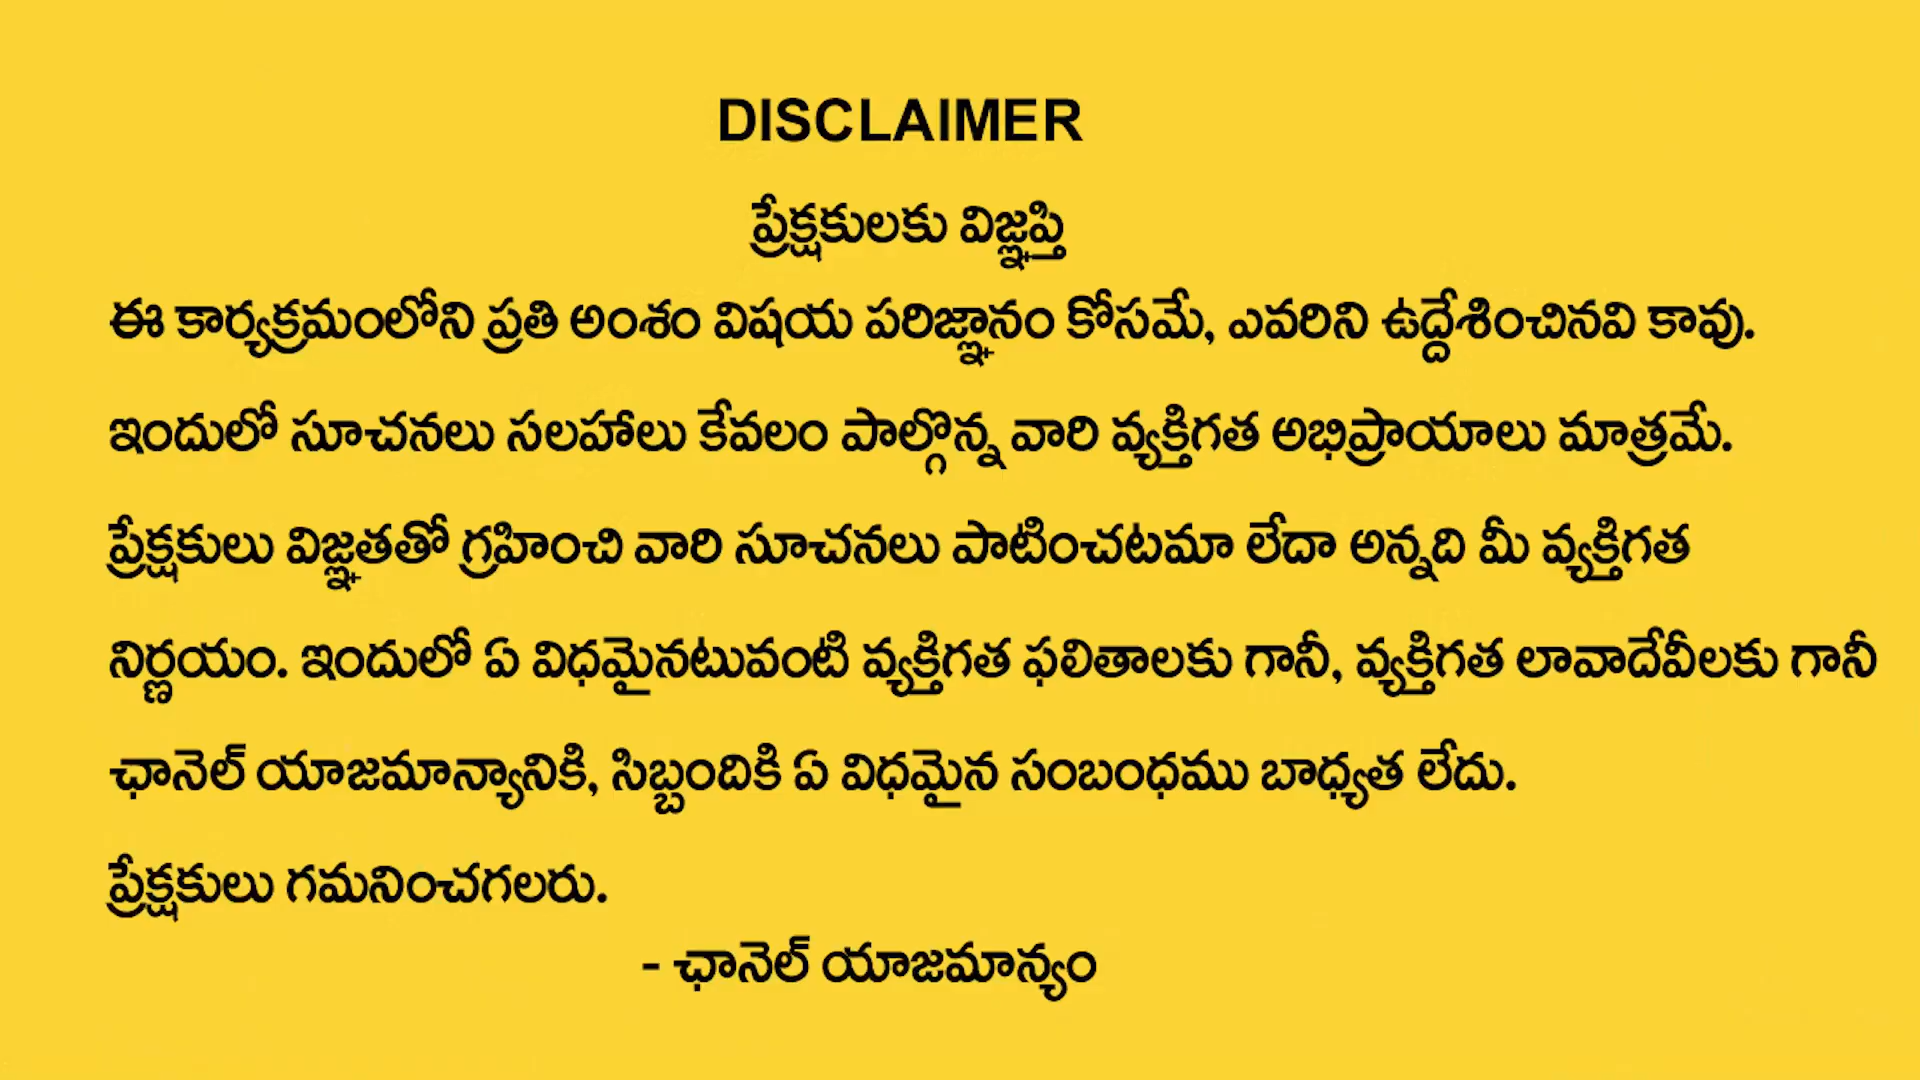 DISCLAIMER
ప్రేక్షకులకు విజ్ఞప్తి
ఈ కార్యక్రమంలోని ప్రతి అంశం విషయ పరిజ్ఞానం కోసమే, ఎవరిని ఉద్దేశించినవి కావు.
ఇందులో సూచనలు సలహాలు కేవలం పాల్గొన్న వారి వ్యక్తిగత అభిప్రాయాలు మాత్రమే.
ప్రేక్షకులు విజ్ఞతతో గ్రహించి వారి సూచనలు పాటించటమా లేదా అన్నది మీ వ్యక్తిగత
నిర్ణయం. ఇందులో ఏ విధమైనటువంటి వ్యక్తిగత ఫలితాలకు గానీ, వ్యక్తిగత లావాదేవీలకు గానీ
ఛానెల్ యాజమాన్యానికి, సిబ్బందికి ఏ విధమైన సంబంధము బాధ్యత లేదు.
ప్రేక్షకులు గమనించగలరు.
- ఛానెల్ యాజమాన్యం